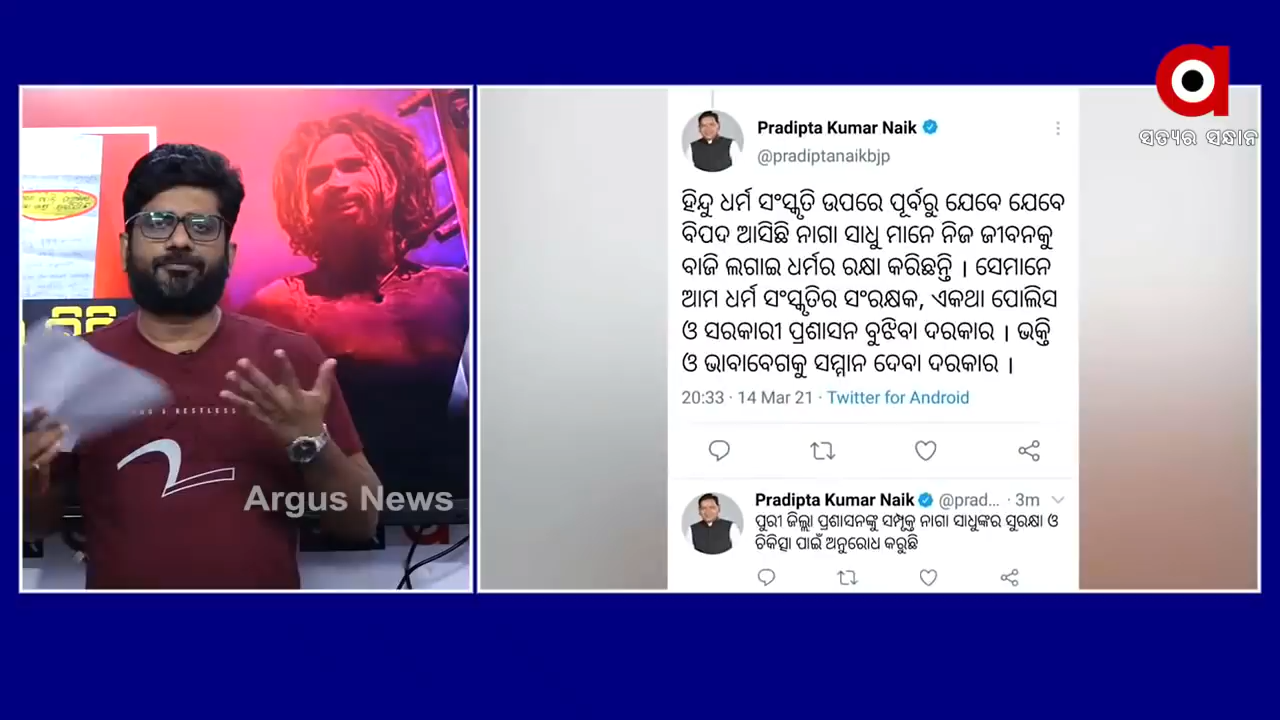 ସତ୍ୟର ସନ୍ଧାନ
Argus News
Pradipta Kumar Naik
@pradiptanaikbjp
ହିନ୍ଦୁ ଧର୍ମ ସଂସ୍କୃତି ଉପରେ ପୂର୍ବରୁ ଯେବେ ଯେବେ
ବିପଦ ଆସିଛି ନାଗା ସାଧୁ ମାନେ ନିଜ ଜୀବନକୁ
ବାଜି ଲଗାଇ ଧର୍ମର ରକ୍ଷା କରିଛନ୍ତି । ସେମାନେ
ଆମ ଧର୍ମ ସଂସ୍କୃତିର ସଂରକ୍ଷକ, ଏକଥା ପୋଲିସ
ଓ ସରକାରୀ ପ୍ରଶାସନ ବୁଝିବା ଦରକାର । ଭକ୍ତି
ଓ ଭାବାବେଗକୁ ସମ୍ମାନ ଦେବା ଦରକାର ।
20:33 · 14 Mar 21 · Twitter for Android
Pradipta Kumar Naik @prad... · 3m
ପୁରୀ ଜିଲ୍ଲା ପ୍ରଶାସନଙ୍କୁ ସମ୍ପୃକ୍ତ ନାଗା ସାଧୁଙ୍କର ସୁରକ୍ଷା ଓ
ଚିକିତ୍ସା ପାଇଁ ଅନୁରୋଧ କରୁଛି